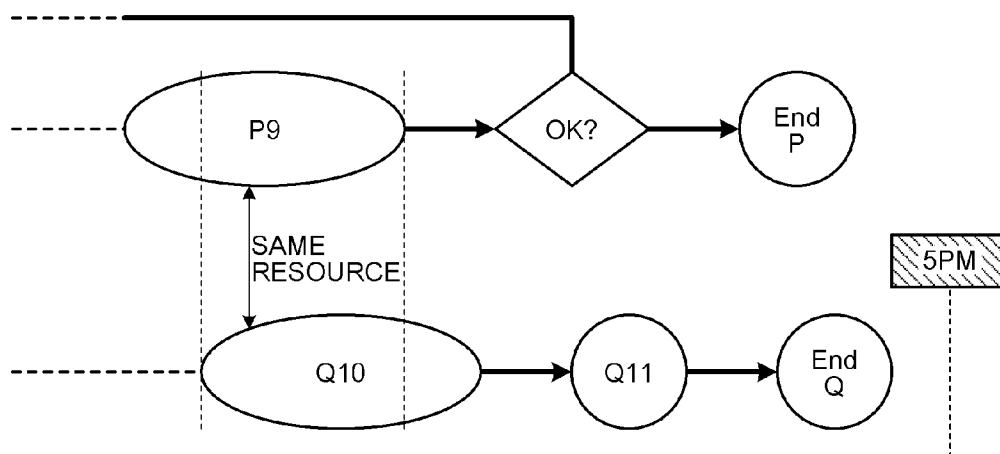 P9
OK?
End
P
SAME
RESOURCE
5PM
Q10
Q11
End
Q